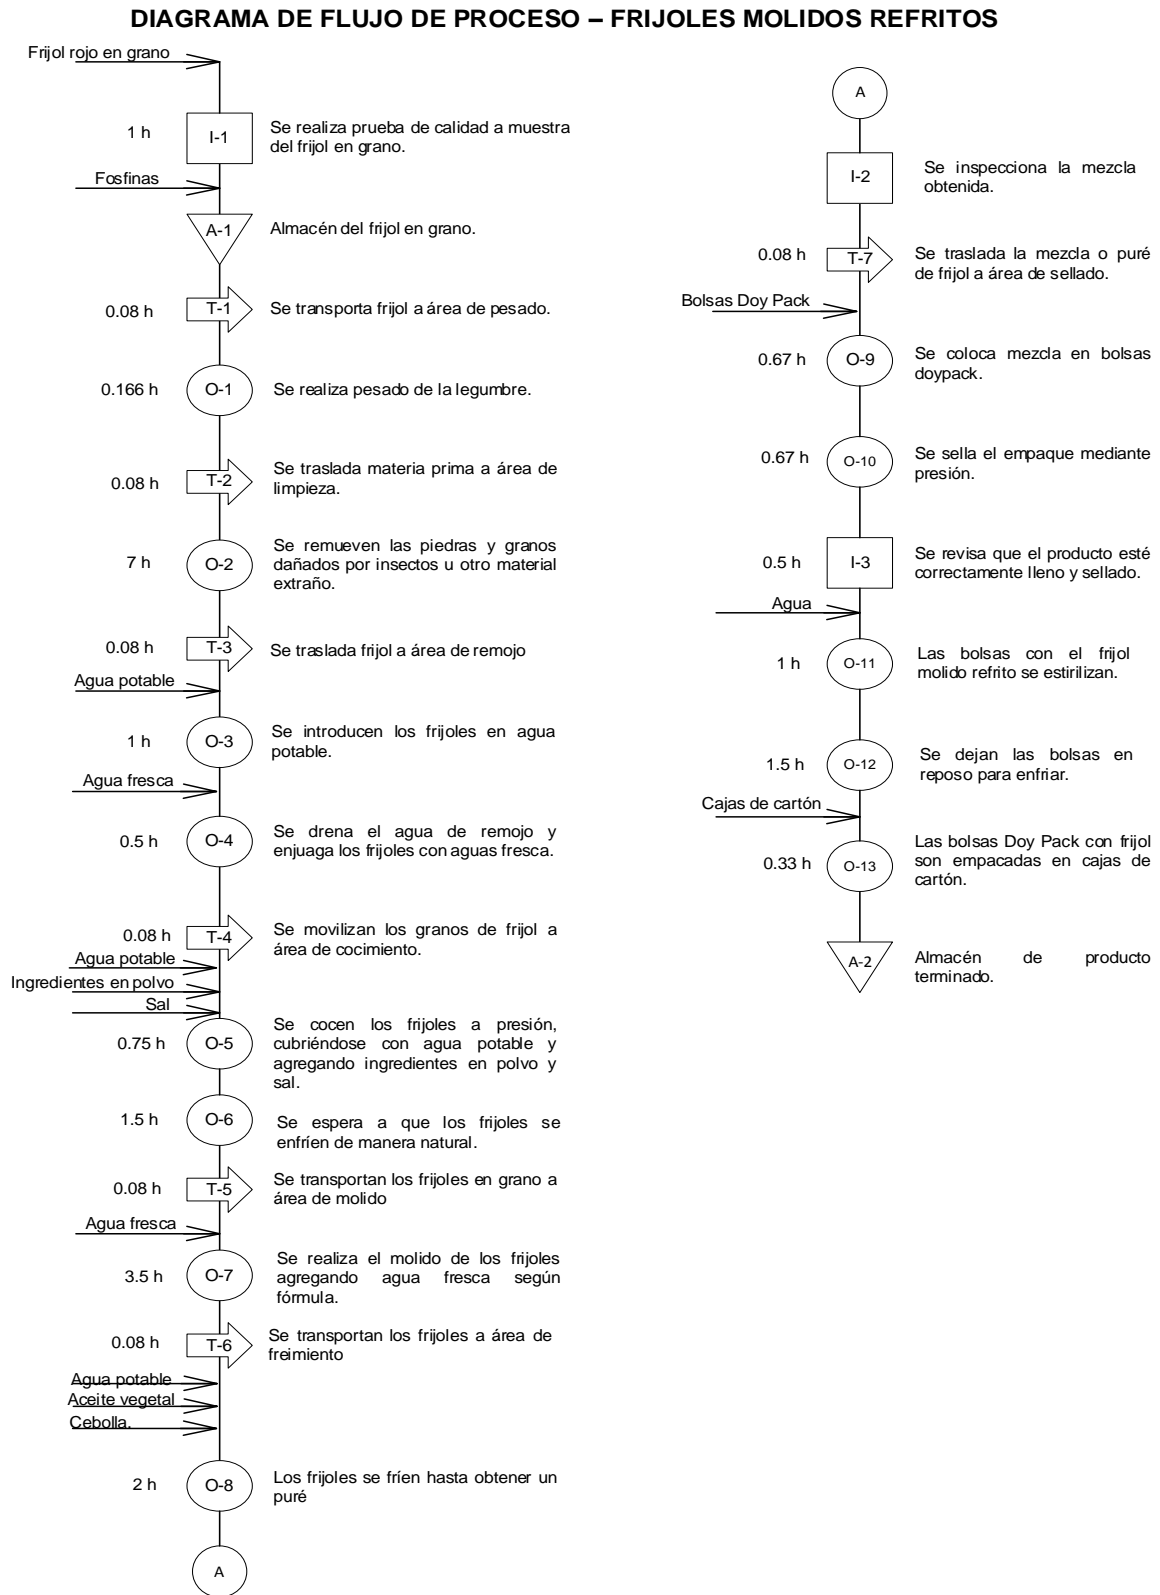 DIAGRAMA DE FLUJO DE PROCESO – FRIJOLES MOLIDOS REFRITOS
Frijol rojo en grano
1 h
I-1
Se realiza prueba de calidad a muestra
del frijol en grano.
Fosfinas
A-1
Almacén del frijol en grano.
0.08 h
T-1
Se transporta frijol a área de pesado.
0.166 h
O-1
Se realiza pesado de la legumbre.
0.08 h
T-2
Se traslada materia prima a área de
limpieza.
7 h
O-2
Se remueven las piedras y granos
dañados por insectos u otro material
extraño.
0.08 h
T-3
Se traslada frijol a área de remojo
Agua potable
1 h
O-3
Se introducen los frijoles en agua
potable.
Agua fresca
0.5 h
O-4
Se drena el agua de remojo y
enjuaga los frijoles con aguas fresca.
0.08 h
T-4
Se movilizan los granos de frijol a
área de cocimiento.
Agua potable
Ingredientes en polvo
Sal
0.75 h
O-5
Se cocen los frijoles a presión,
cubriéndose con agua potable y
agregando ingredientes en polvo y
sal.
1.5 h
O-6
Se espera a que los frijoles se
enfríen de manera natural.
0.08 h
T-5
Se transportan los frijoles en grano a
área de molido
Agua fresca
3.5 h
O-7
Se realiza el molido de los frijoles
agregando agua fresca según
fórmula.
0.08 h
T-6
Se transportan los frijoles a área de
freimiento
Agua potable
Aceite vegetal
Cebolla.
2 h
O-8
Los frijoles se fríen hasta obtener un
puré
A
A
I-2
Se inspecciona la mezcla
obtenida.
0.08 h
T-7
Se traslada la mezcla o puré
de frijol a área de sellado.
Bolsas Doy Pack
0.67 h
O-9
Se coloca mezcla en bolsas
doypack.
0.67 h
O-10
Se sella el empaque mediante
presión.
0.5 h
I-3
Se revisa que el producto esté
correctamente lleno y sellado.
Agua
1 h
O-11
Las bolsas con el frijol
molido refrito se estirilizan.
1.5 h
O-12
Se dejan las bolsas en
reposo para enfriar.
Cajas de cartón
0.33 h
O-13
Las bolsas Doy Pack con frijol
son empacadas en cajas de
cartón.
A-2
Almacén de producto
terminado.